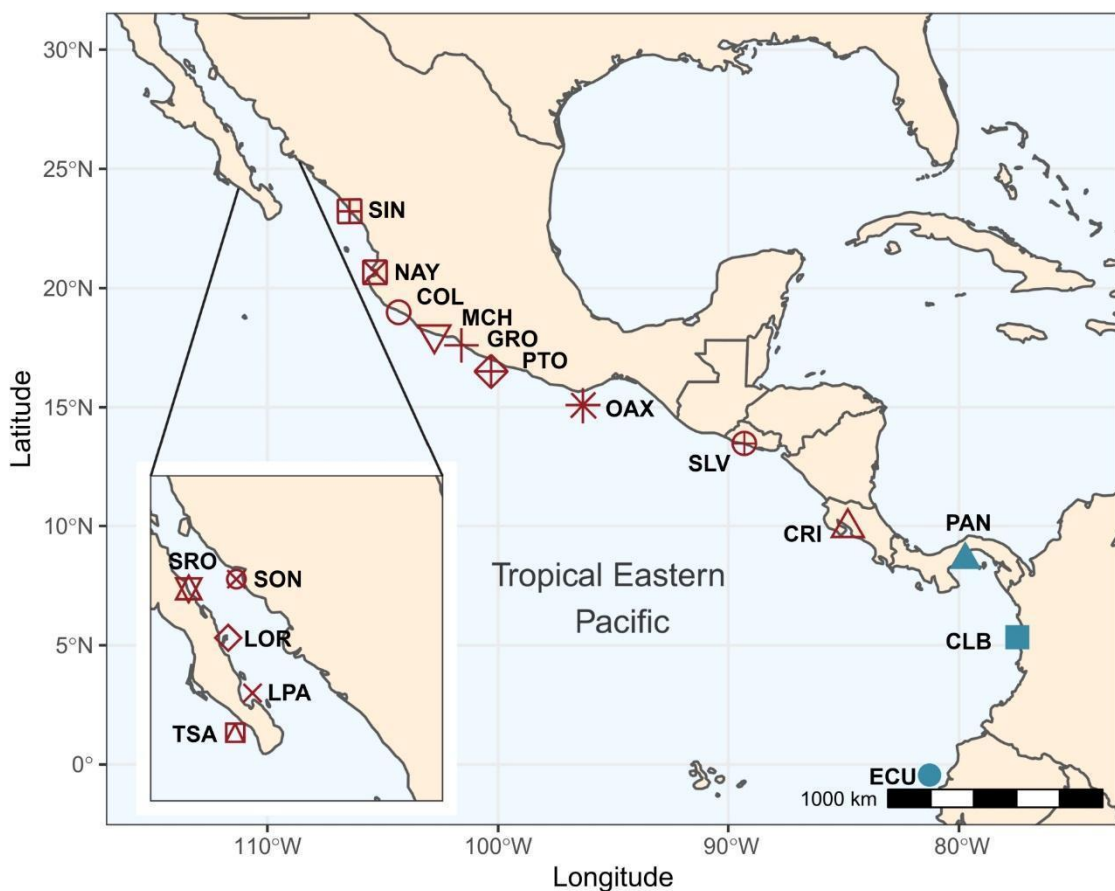 30°N
25°N
20°N
15°N
10°N
5°N
0°
Latitude
SIN
NAY
COL
MCH
GRO
PTO
OAX
SLV
CRI
PAN
CLB
ECU
Tropical Eastern
Pacific
SRO
SON
LOR
LPA
TSA
1000 km
110°W
100°W
90°W
80°W
Longitude